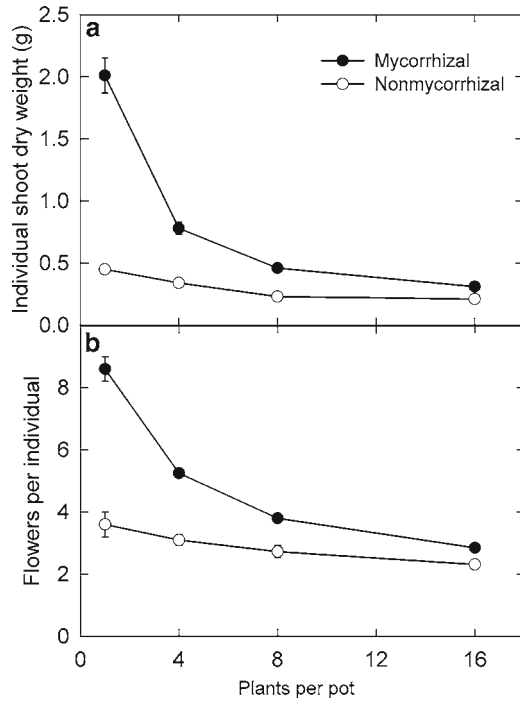 a
2.5
2.0
1.5
1.0
0.5
0.0
Individual shoot dry weight (g)
Mycorrhizal
Nonmycorrhizal
b
8
6
4
2
0
Flowers per individual
0 4 8 12 16
Plants per pot